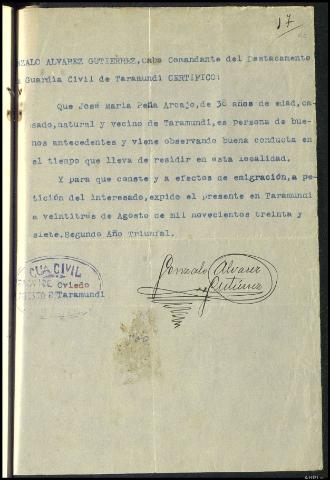 17
NZALO ALVAREZ GUTIERREZ, Cabo Comandante del Destacamento
Guardia Civil de Taramundi CERTIFICO:
Que José Maria Peña Arcajo, de 38 años de edad, ca-
sado, natural y vecino de Taramundi, es persona de bue-
nos antecedentes y viene observando buena conducta en
el tiempo que lleva de residir en esta localidad.
Y para que conste y a efectos de emigración, a pe-
tición del interesado, expido el presente en Taramundi
a veintitrus de Agosto de mil novecientos treinta y
siete. Segundo Año Triunfal.
CUA CIVIL
Oviedo
Taramundi
Gonzalo Alvarez
Gutierrez